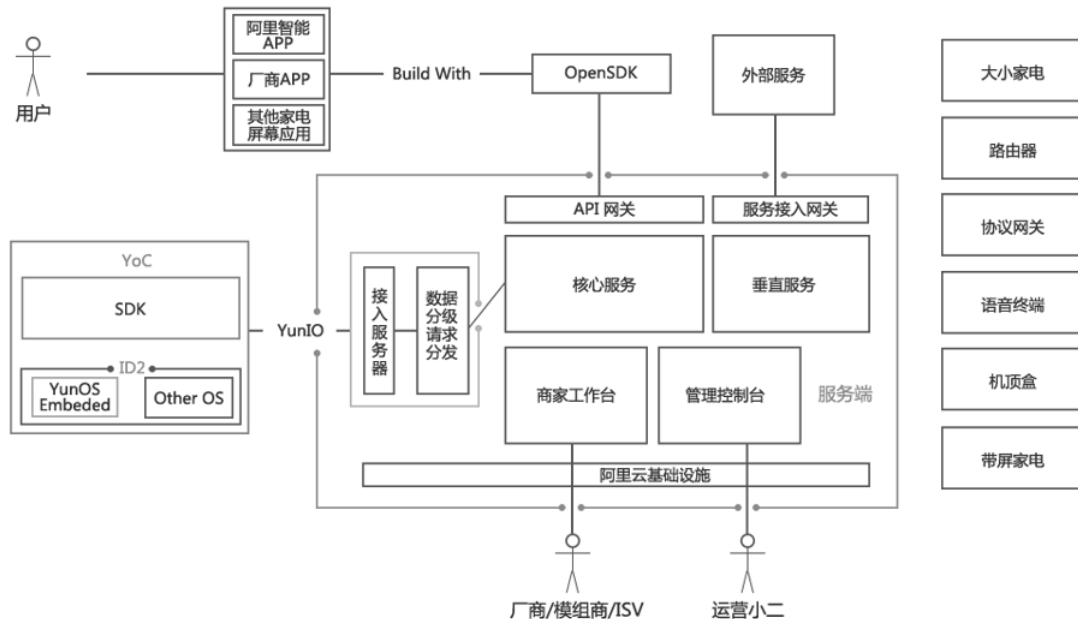 阿里智能
APP
厂商APP
其他家电
屏幕应用
用户
Build With
OpenSDK
外部服务
大小家电
路由器
协议网关
语音终端
机顶盒
带屏家电
API 网关
服务接入网关
YoC
SDK
ID2
YunOS
Embeded
Other OS
YunIO
接
入
服
务
器
数据
分级
请求
分发
核心服务
垂直服务
商家工作台
管理控制台
服务端
阿里云基础设施
厂商/模组商/ISV
运营小二